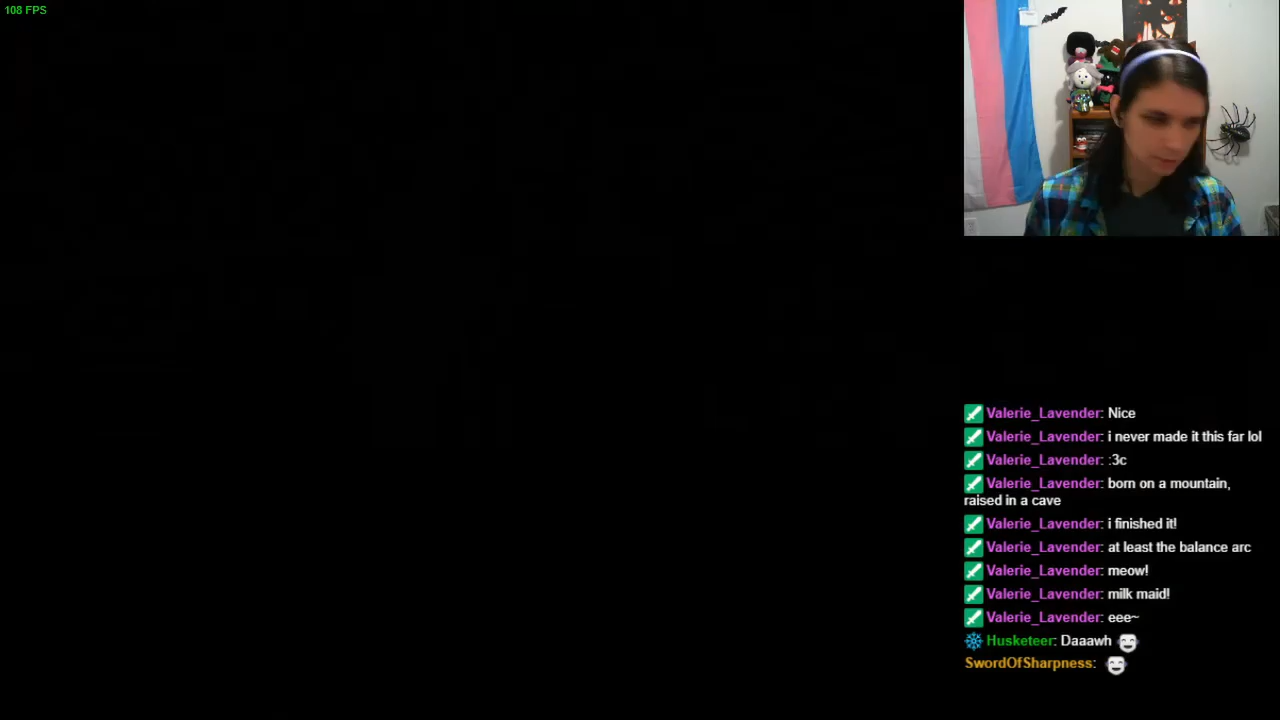 108 FPS
Valerie_Lavender: Nice
Valerie_Lavender: i never made it this far lol
Valerie_Lavender: :3c
Valerie_Lavender: born on a mountain,
raised in a cave
Valerie_Lavender: i finished it!
Valerie_Lavender: at least the balance arc
Valerie_Lavender: meow!
Valerie_Lavender: milk maid!
Valerie_Lavender: eee~
Husketeer: Daaawh
SwordOfSharpness: